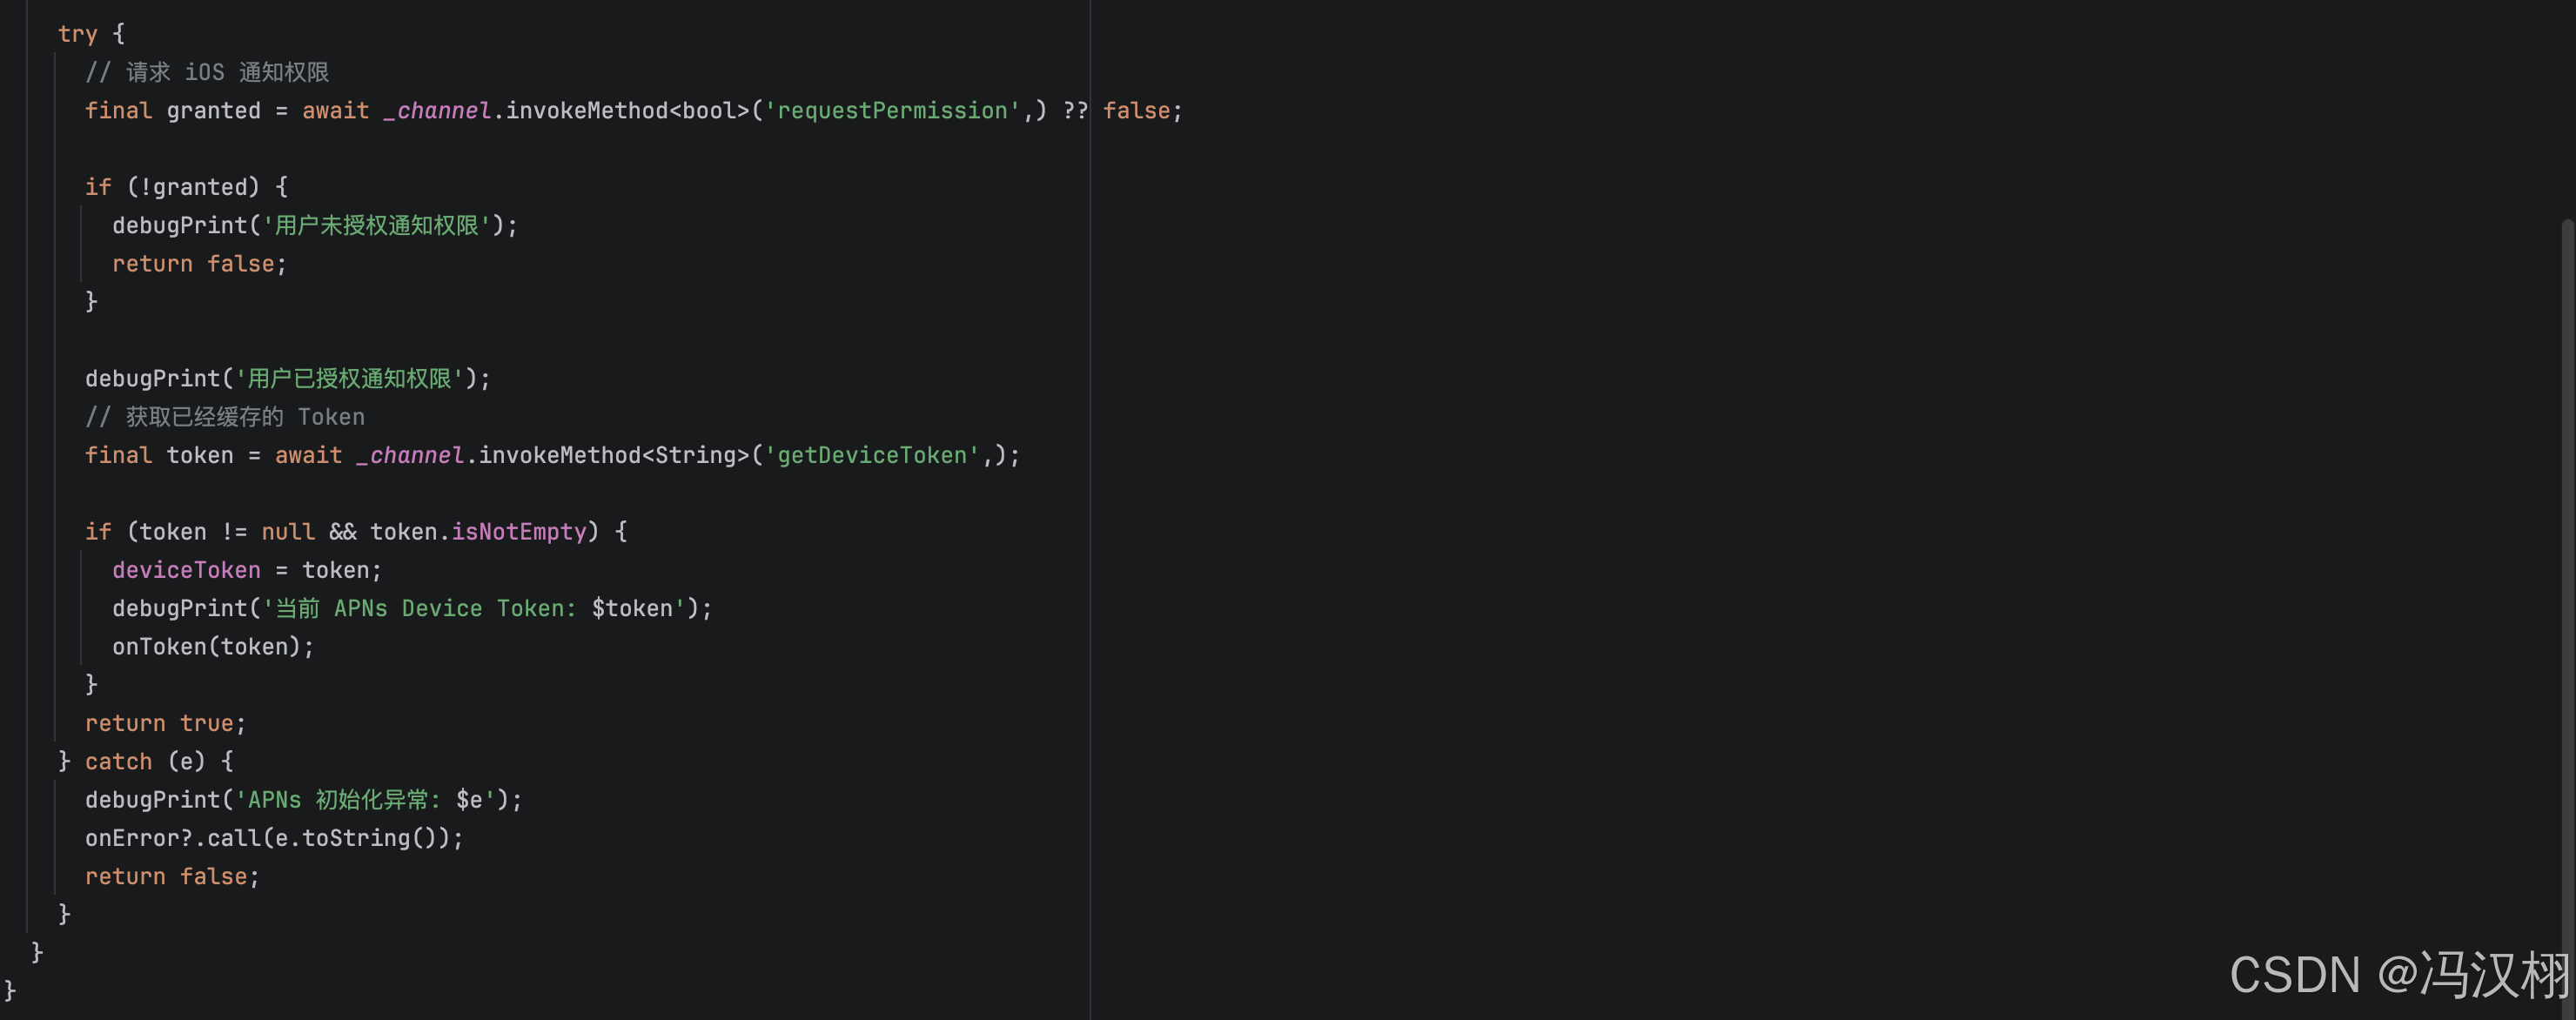 try {
// 请求 iOS 通知权限
final granted = await _channel.invokeMethod<bool>('requestPermission',) ?? false;
if (!granted) {
debugPrint('用户未授权通知权限');
return false;
}
debugPrint('用户已授权通知权限');
// 获取已经缓存的 Token
final token = await _channel.invokeMethod<String>('getDeviceToken',);
if (token != null && token.isNotEmpty) {
deviceToken = token;
debugPrint('当前 APNs Device Token: $token');
onToken(token);
}
return true;
} catch (e) {
debugPrint('APNs 初始化异常: $e');
onError?.call(e.toString());
return false;
}
}
}
CSDN @冯汉栩